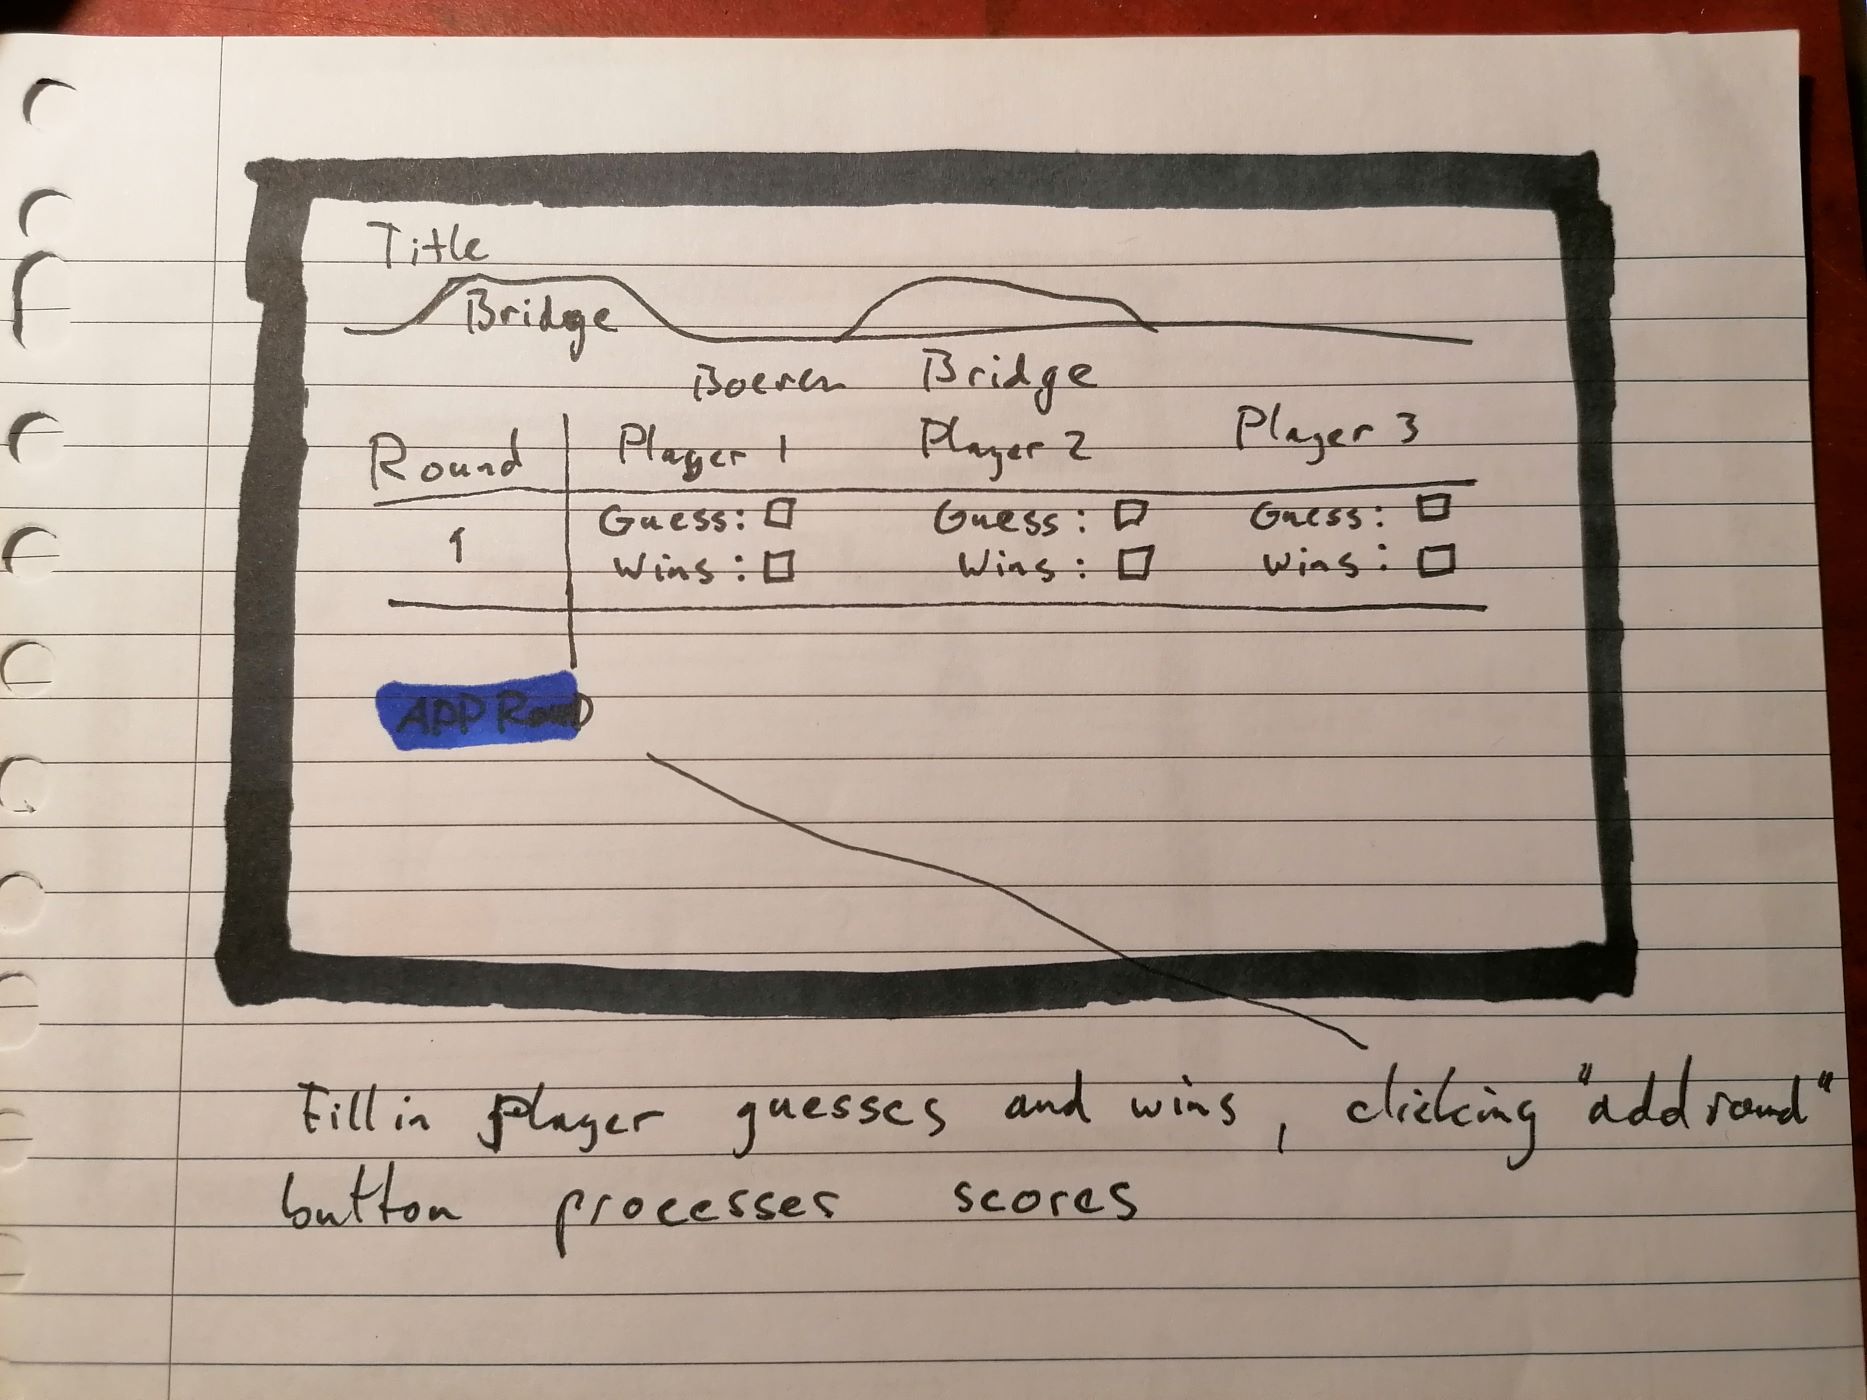 Title
Bridge
Boeren Bridge
Round Player 1 Player 2 Player 3
1 Guess: Guess: Guess:
Wins: Wins: Wins:
ADD ROUND
Fill in player guesses and wins, clicking "add round"
button processes scores